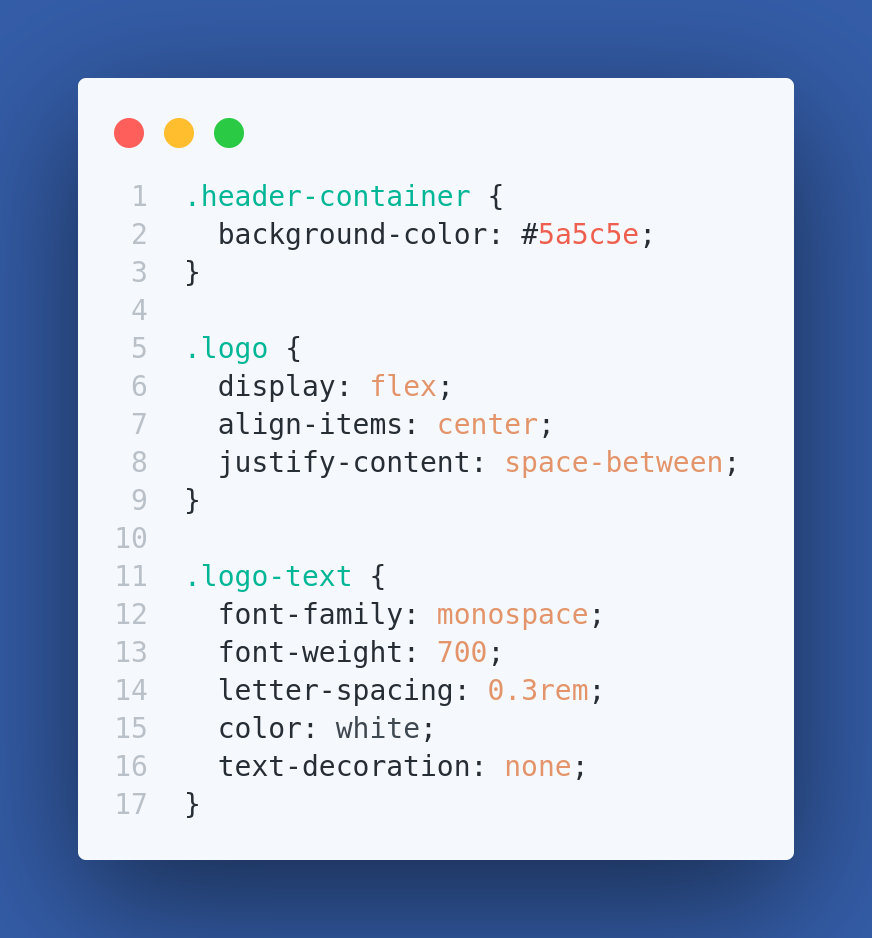 1 .header-container {
2   background-color: #5a5c5e;
3 }
4
5 .logo {
6   display: flex;
7   align-items: center;
8   justify-content: space-between;
9 }
10
11 .logo-text {
12   font-family: monospace;
13   font-weight: 700;
14   letter-spacing: 0.3rem;
15   color: white;
16   text-decoration: none;
17 }